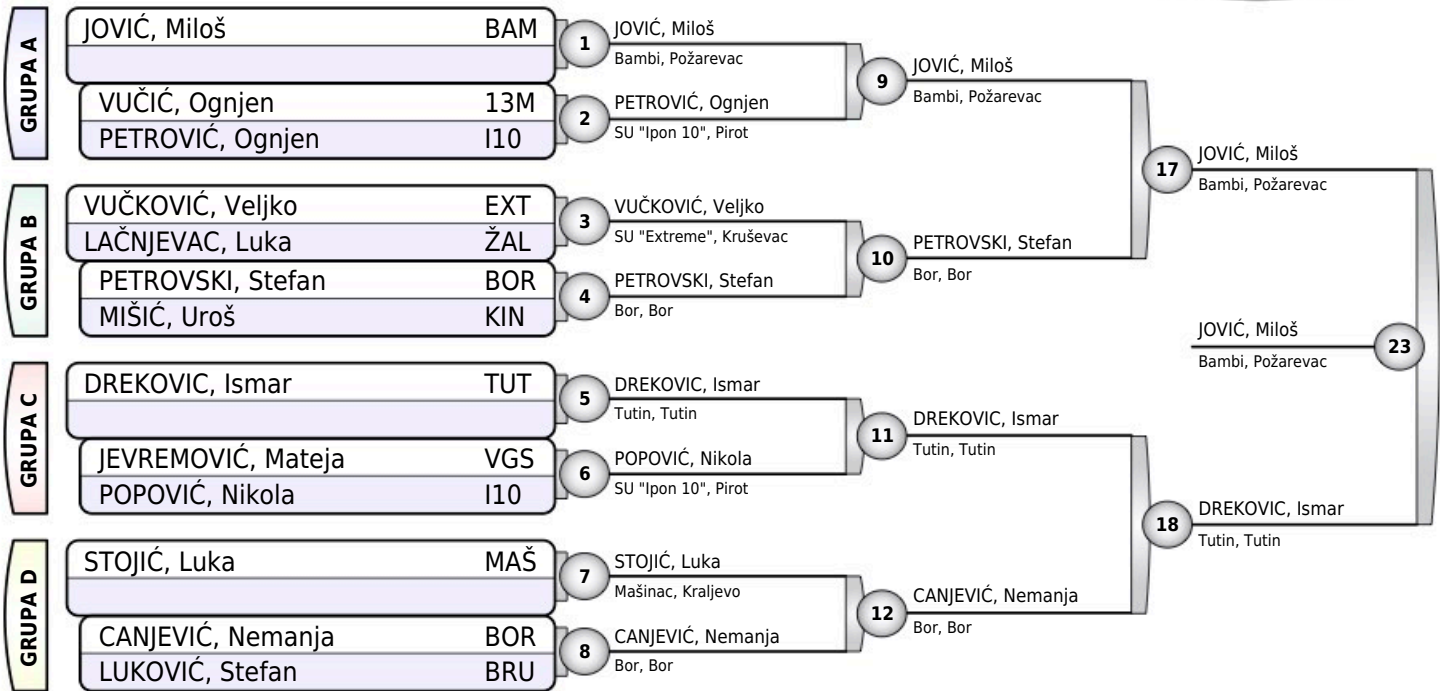 GRUPA A
JOVIĆ, Miloš BAM
VUČIĆ, Ognjen 13M
PETROVIĆ, Ognjen I10
GRUPA B
VUČKOVIĆ, Veljko EXT
LAČNJEVAC, Luka ŽAL
PETROVSKI, Stefan BOR
MIŠIĆ, Uroš KIN
GRUPA C
DREKOVIC, Ismar TUT
JEVREMOVIĆ, Mateja VGS
POPOVIĆ, Nikola I10
GRUPA D
STOJIĆ, Luka MAŠ
CANJEVIĆ, Nemanja BOR
LUKOVIĆ, Stefan BRU
1
JOVIĆ, Miloš
Bambi, Požarevac
2
PETROVIĆ, Ognjen
SU "Ipon 10", Pirot
3
VUČKOVIĆ, Veljko
SU "Extreme", Kruševac
4
PETROVSKI, Stefan
Bor, Bor
5
DREKOVIC, Ismar
Tutin, Tutin
6
POPOVIĆ, Nikola
SU "Ipon 10", Pirot
7
STOJIĆ, Luka
Mašinac, Kraljevo
8
CANJEVIĆ, Nemanja
Bor, Bor
9
JOVIĆ, Miloš
Bambi, Požarevac
10
PETROVSKI, Stefan
Bor, Bor
11
DREKOVIC, Ismar
Tutin, Tutin
12
CANJEVIĆ, Nemanja
Bor, Bor
17
JOVIĆ, Miloš
Bambi, Požarevac
18
DREKOVIC, Ismar
Tutin, Tutin
JOVIĆ, Miloš
Bambi, Požarevac
23